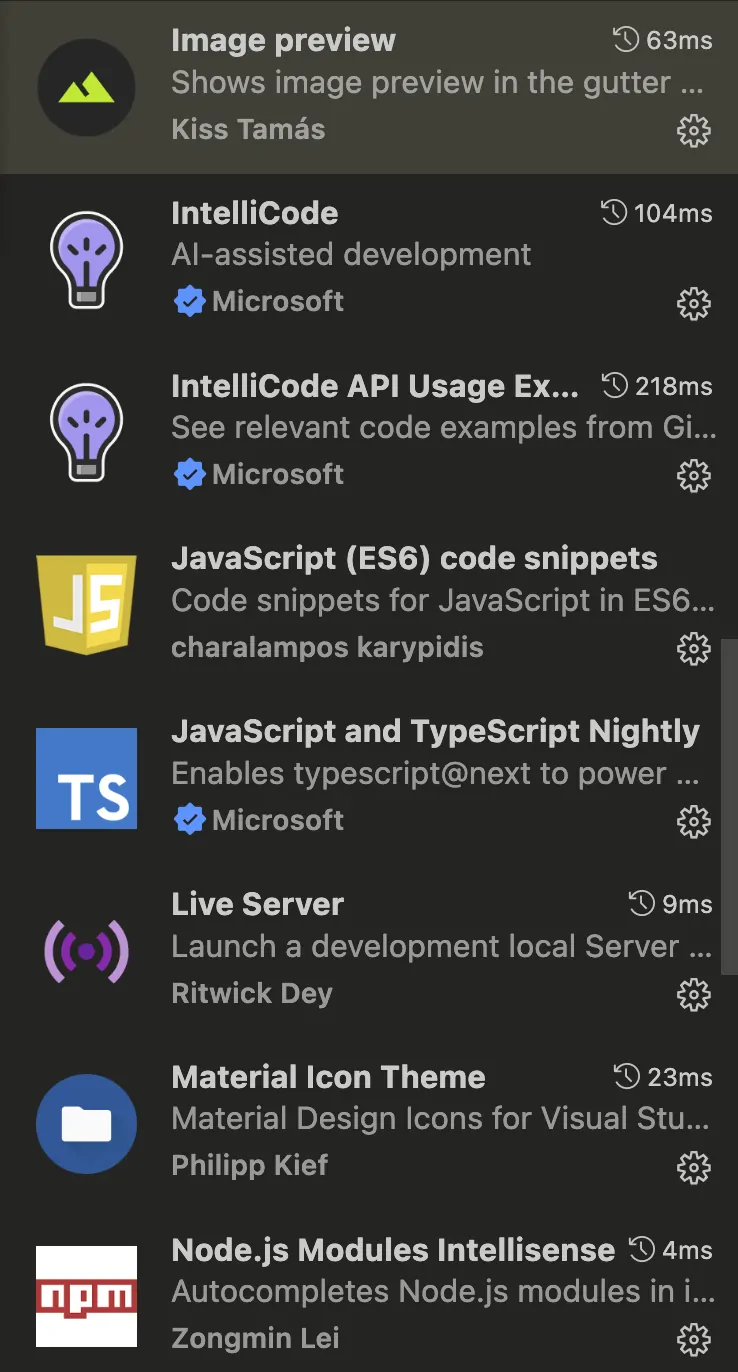 Image preview 63ms
Shows image preview in the gutter ...
Kiss Tamás
IntelliCode 104ms
AI-assisted development
Microsoft
IntelliCode API Usage Ex... 218ms
See relevant code examples from Gi...
Microsoft
JS
JavaScript (ES6) code snippets
Code snippets for JavaScript in ES6...
charalampos karypidis
TS
JavaScript and TypeScript Nightly
Enables typescript@next to power ...
Microsoft
Live Server 9ms
Launch a development local Server ...
Ritwick Dey
Material Icon Theme 23ms
Material Design Icons for Visual Stu...
Philipp Kief
npm
Node.js Modules Intellisense 4ms
Autocompletes Node.js modules in i...
Zongmin Lei